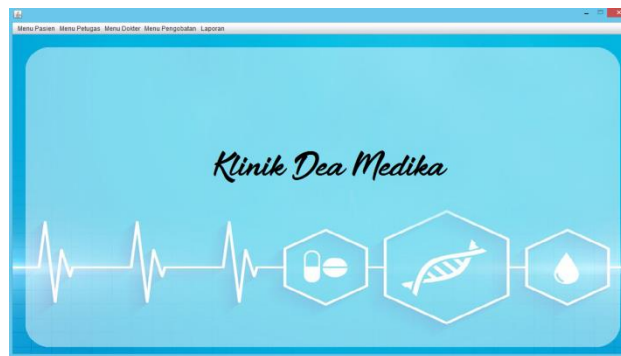 Menu Pasien Menu Petugas Menu Dokter Menu Pengobatan Laporan
Klinik Dea Medika